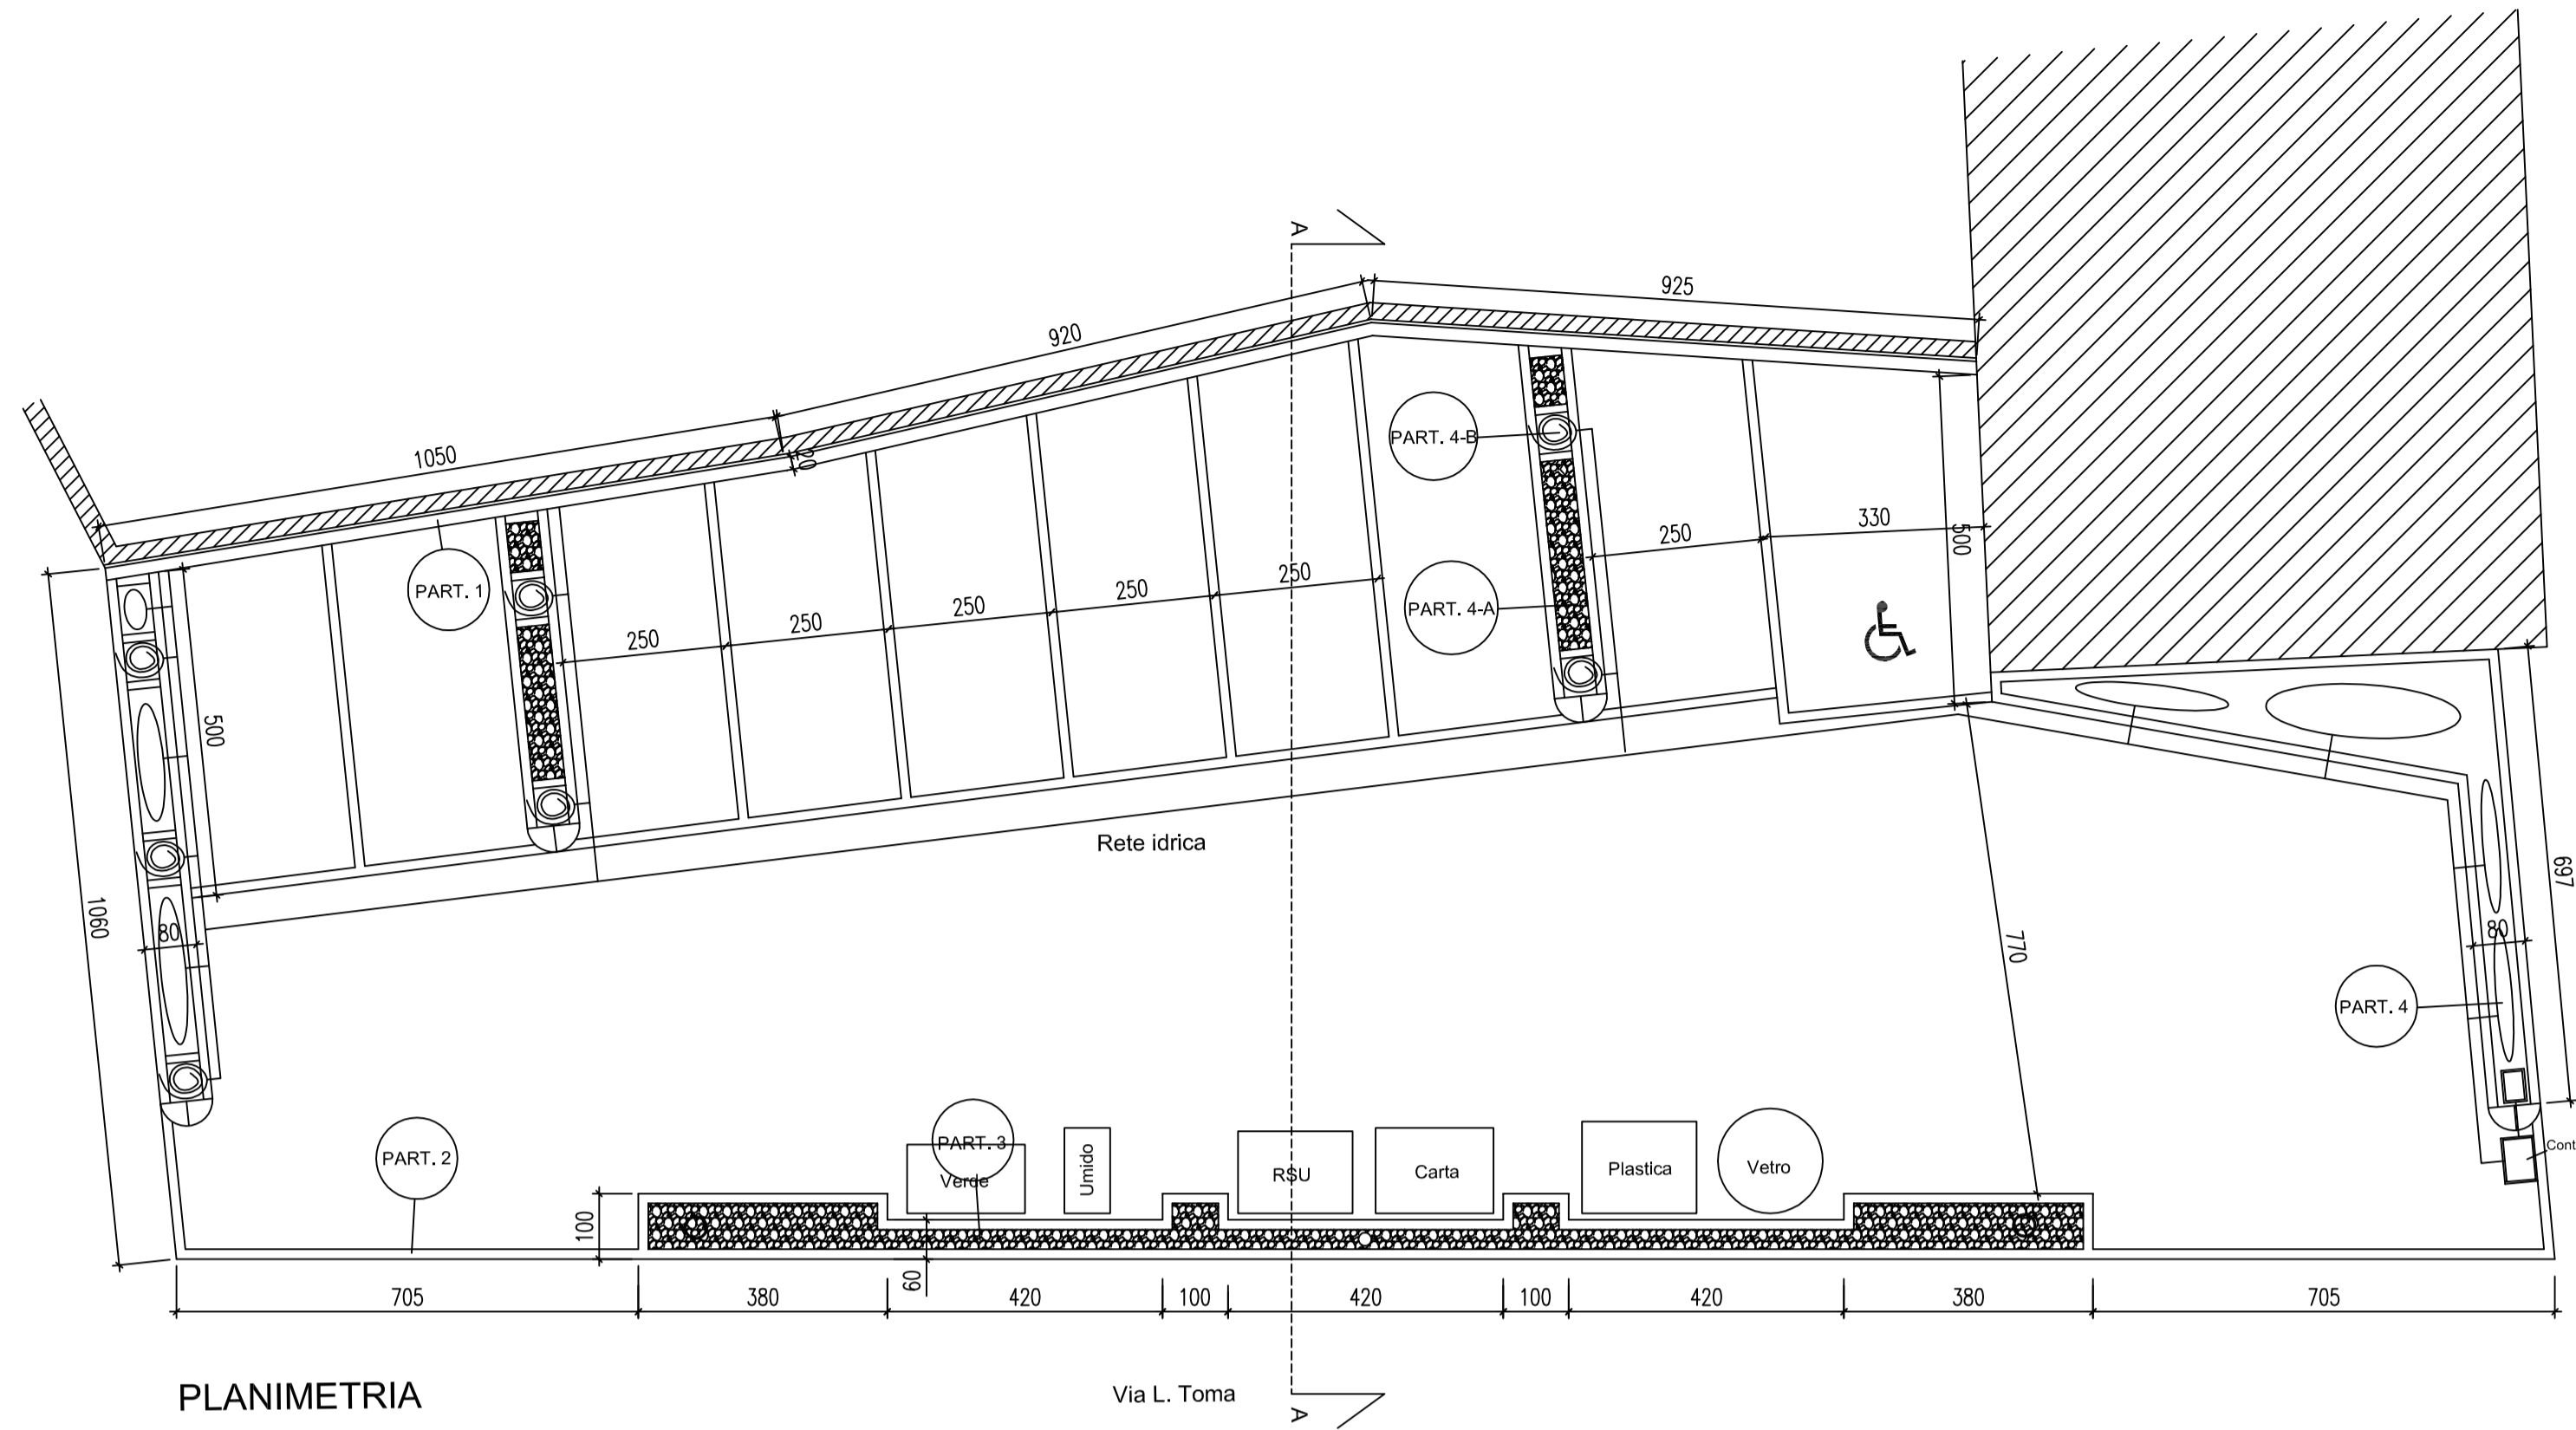 A
925
920
1050
20
PART. 4-B
PART. 1
250
330
500
PART. 4-A
250
250
250
250
250
500
Rete idrica
697
1060
80
80
770
PART. 4
PART. 3
PART. 2
Verde
Umido
RSU
Carta
Plastica
Vetro
Cont
100
60
705
380
420
100
420
100
420
380
705
PLANIMETRIA
Via L. Toma
A